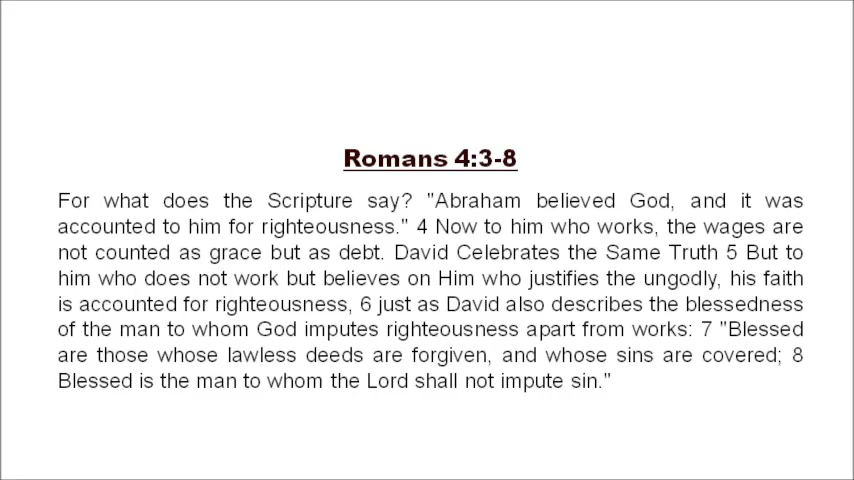 Romans 4:3-8
For what does the Scripture say? "Abraham believed God, and it was
accounted to him for righteousness." 4 Now to him who works, the wages are
not counted as grace but as debt. David Celebrates the Same Truth 5 But to
him who does not work but believes on Him who justifies the ungodly, his faith
is accounted for righteousness, 6 just as David also describes the blessedness
of the man to whom God imputes righteousness apart from works: 7 "Blessed
are those whose lawless deeds are forgiven, and whose sins are covered; 8
Blessed is the man to whom the Lord shall not impute sin."